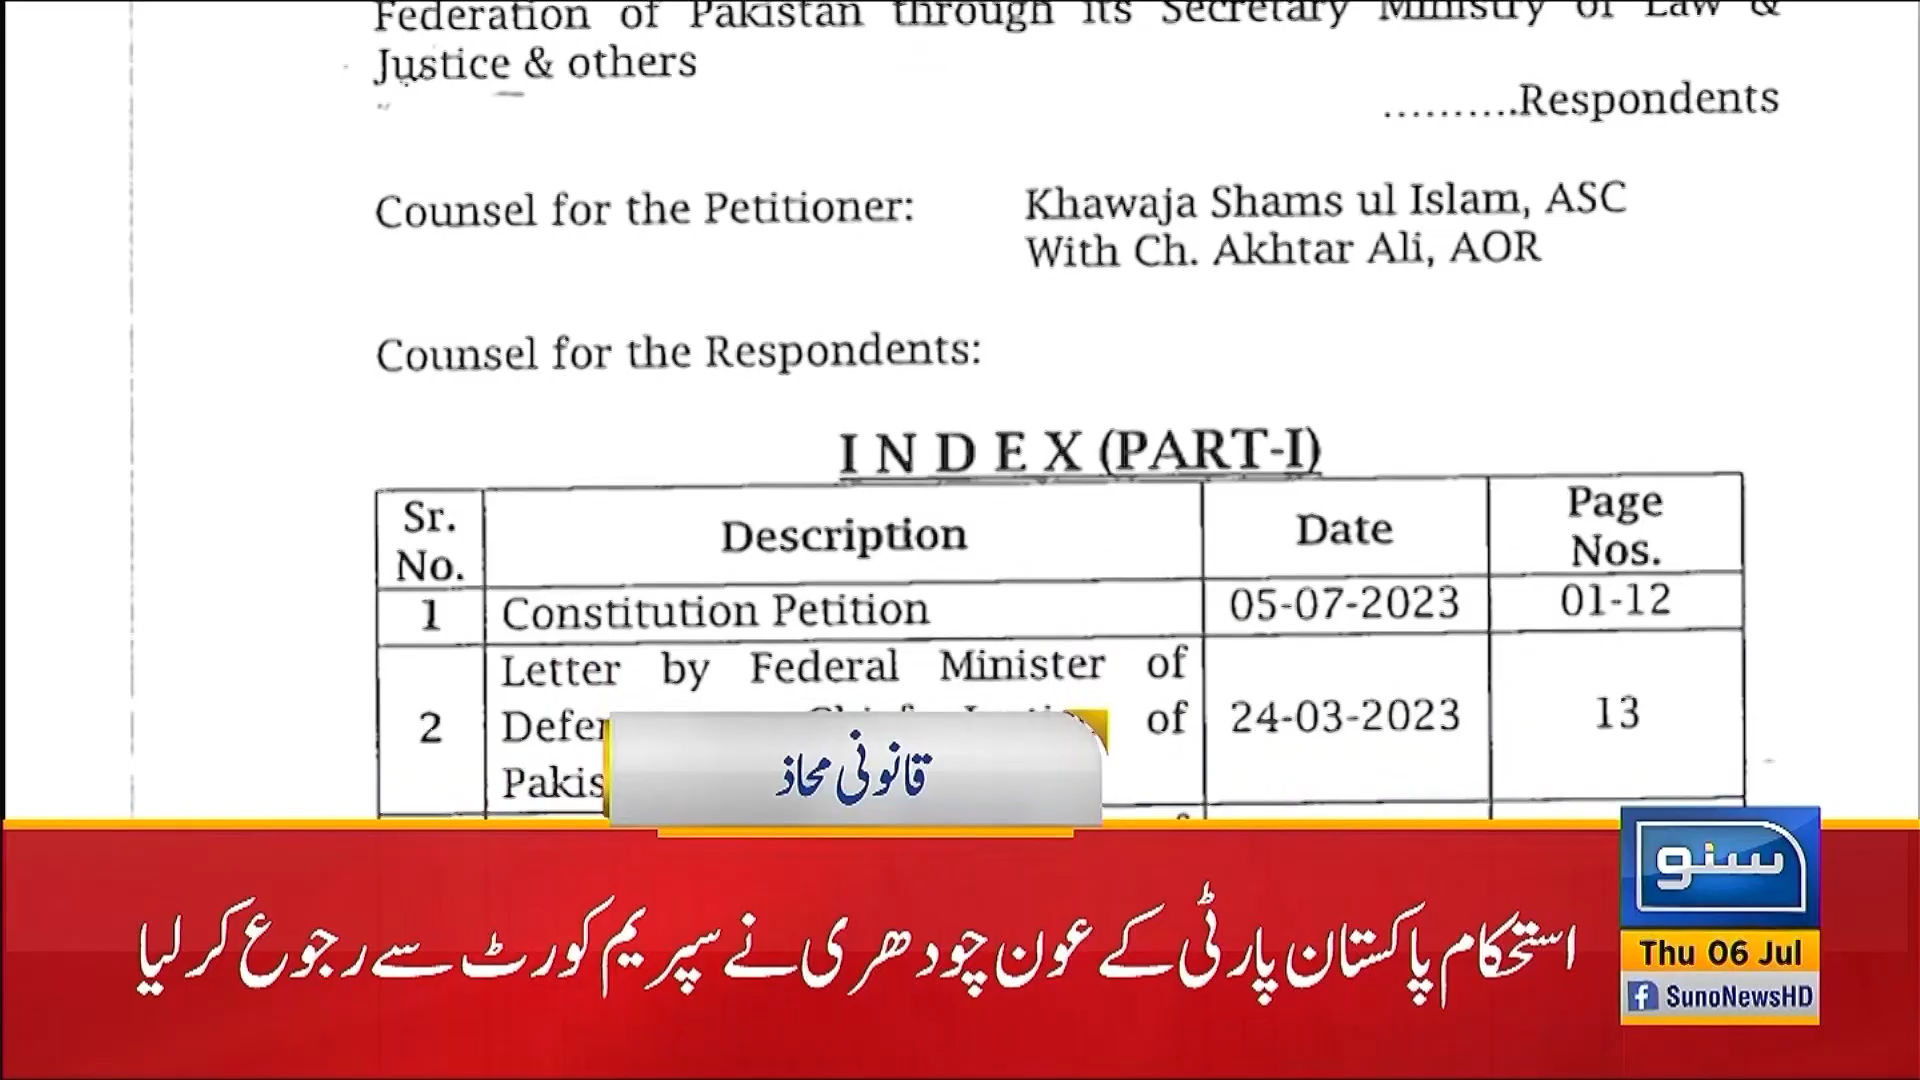 Federation of Pakistan through its Secretary Ministry of Law &
Justice & others
..........Respondents
Counsel for the Petitioner:
Khawaja Shams ul Islam, ASC
With Ch. Akhtar Ali, AOR
Counsel for the Respondents:
I N D E X (PART-I)
Sr. No. Description Date Page Nos.
1 Constitution Petition 05-07-2023 01-12
2 Letter by Federal Minister of
of 24-03-2023 13
قانونی محاذ
استحکام پاکستان پارٹی کے عون چودھری نے سپریم کورٹ سے رجوع کر لیا
سنو
Thu 06 Jul
SunoNewsHD